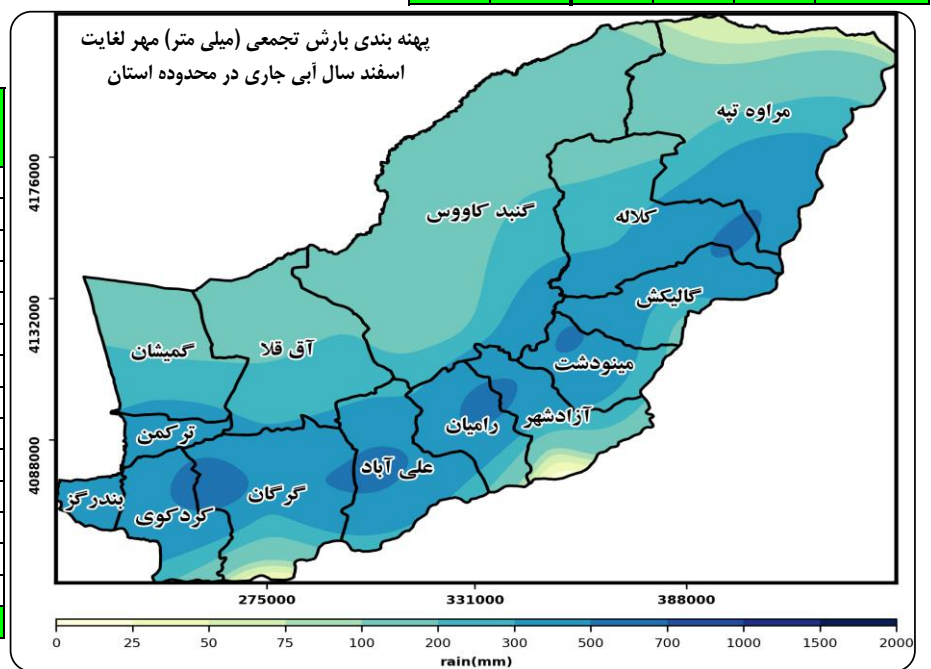 پهنه بندی بارش تجمعی (میلی متر) مهر لغایت
اسفند سال آبی جاری در محدوده استان
مراوه تپه
گنبد کاووس
کلاله
گالیکش
گمیشان
آق قلا
مینودشت
آزادشهر
رامیان
ترکمن
علی آباد
بندرگز
کردکوی
گرگان
4176000
4132000
4088000
275000
331000
388000
0 25 50 75 100 200 300 500 700 1000 1500 2000
rain(mm)